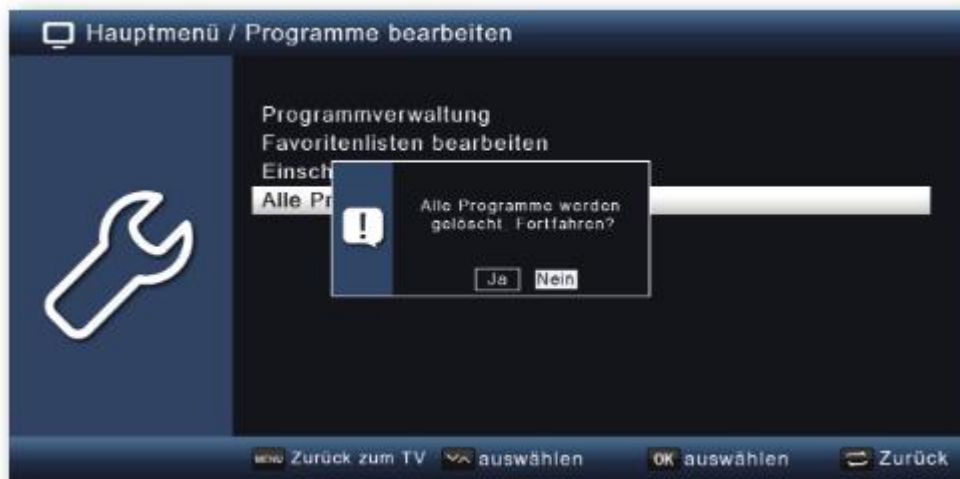 Hauptmenü / Programme bearbeiten
Programmverwaltung
Favoritenlisten bearbeiten
Einsch
Alle Pr
!
Alle Programme werden
gelöscht. Fortfahren?
Ja Nein
MENU Zurück zum TV auswählen OK auswählen Zurück